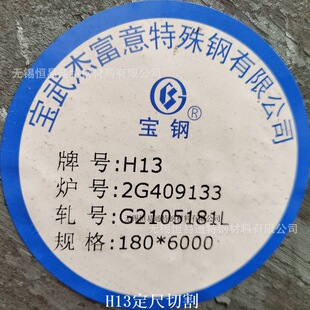 宝武杰富意特殊钢有限公司
®
宝钢
牌 号:H13
炉 号:2G409133
轧 号:
规 格:180*6000
H13定尺切割